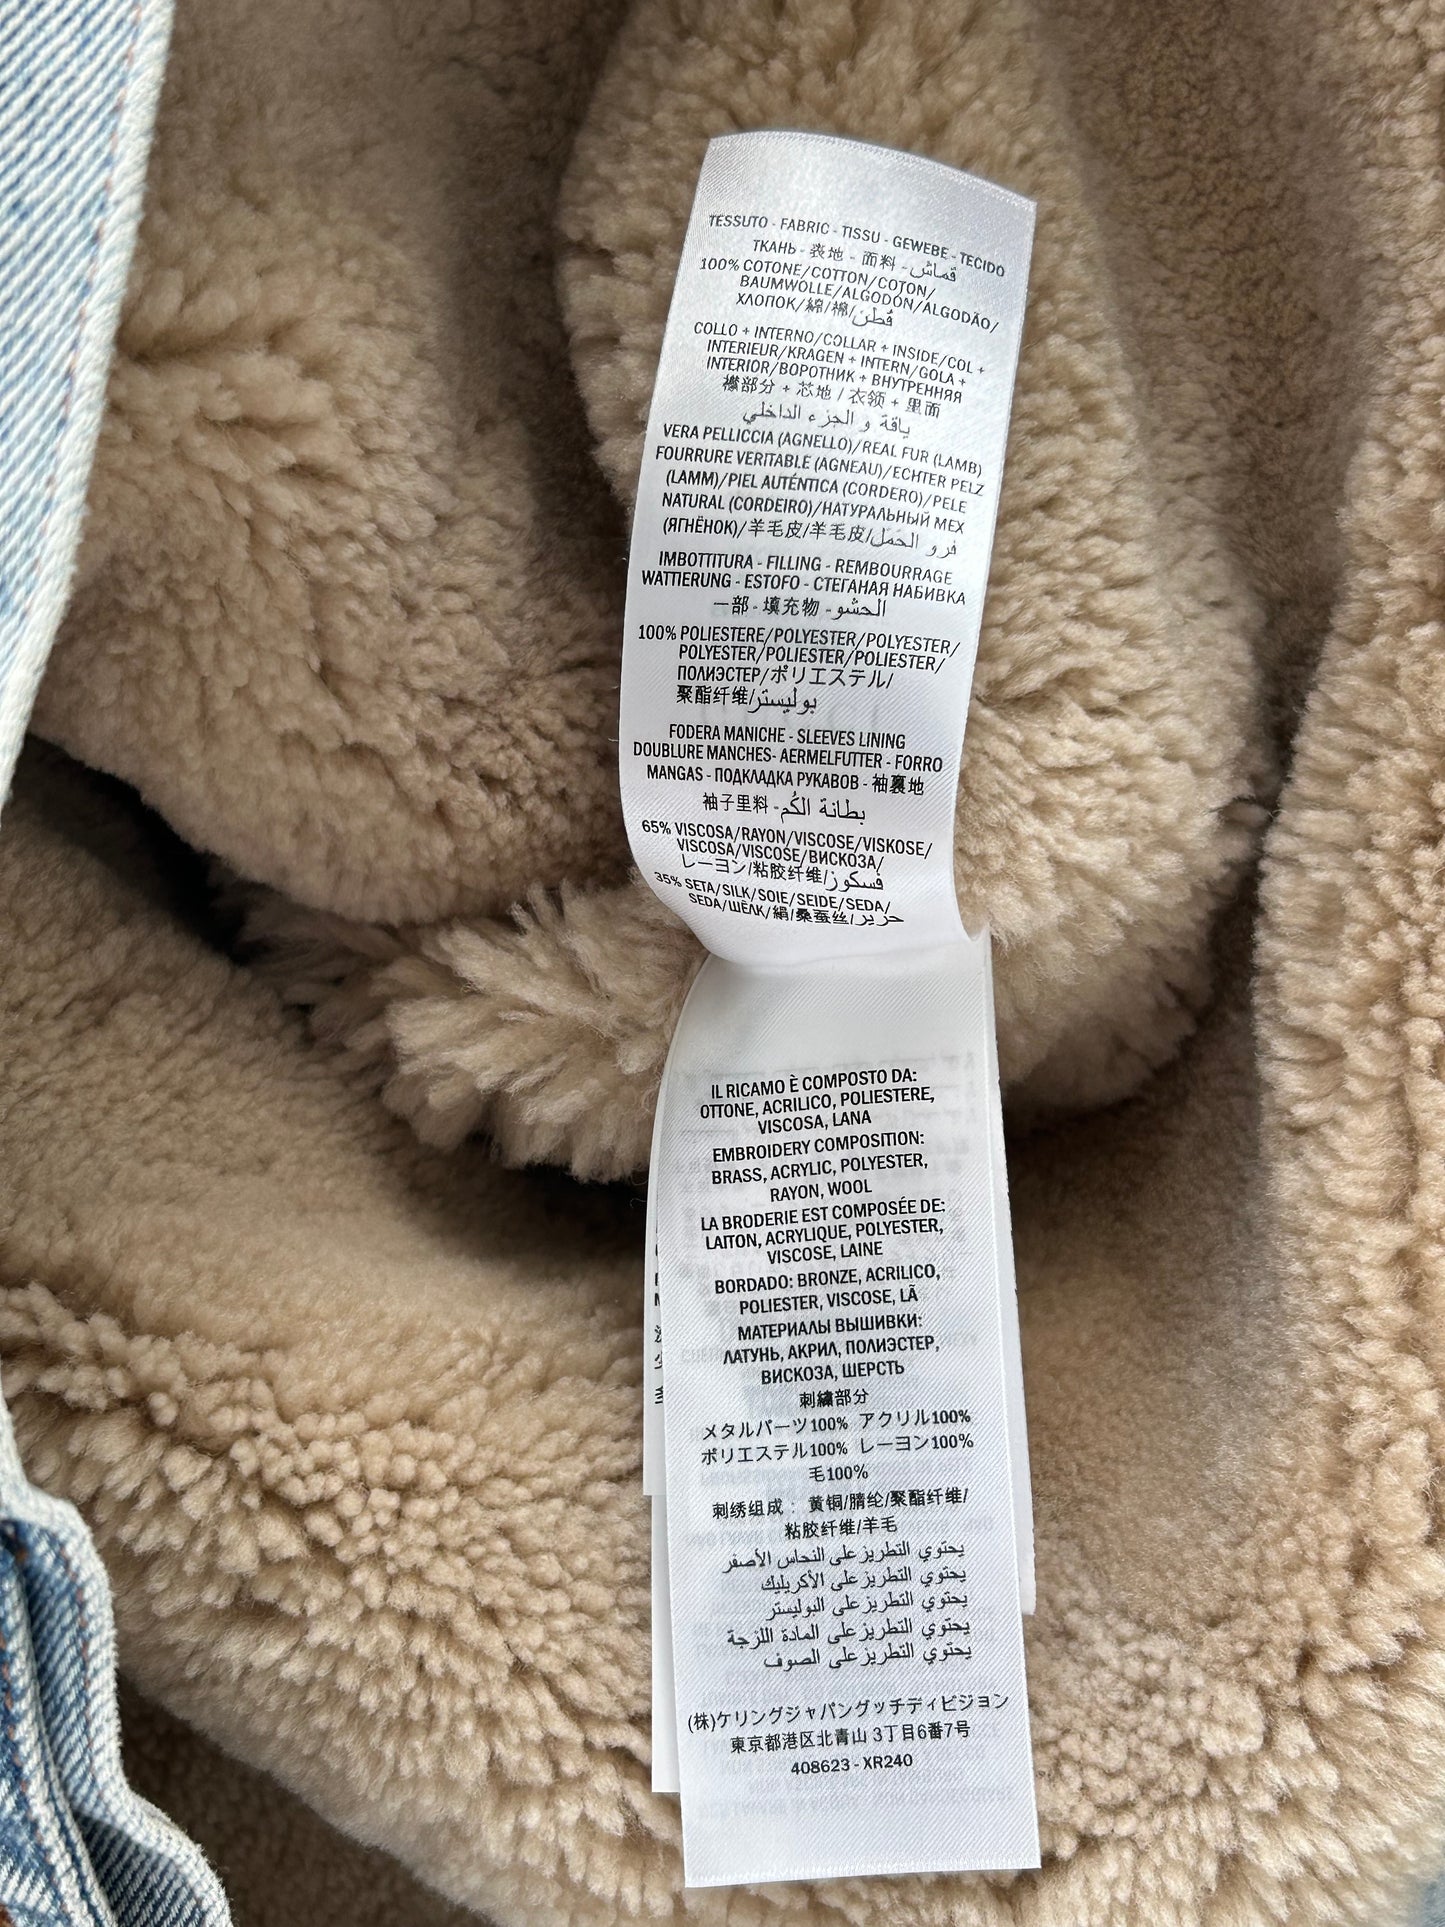 TESSUTO - FABRIC - TISSU - GEWEBE - TECIDO
ТКАНЬ - 表地 - 面料 - قماش
100% COTONE/COTTON/COTON/
BAUMWOLLE/ALGODÓN/ALGODÃO/
ХЛОПОК/綿/棉/قُطن
COLLO + INTERNO/COLLAR + INSIDE/COL +
INTERIEUR/KRAGEN + INTERN/GOLA +
INTERIOR/ВОРОТНИК + ВНУТРЕННЯЯ
襟部分 + 芯地 / 衣领 + 里面
ياقة و الجزء الداخلي
VERA PELLICCIA (AGNELLO)/REAL FUR (LAMB)
FOURRURE VERITABLE (AGNEAU)/ECHTER PELZ
(LAMM)/PIEL AUTÉNTICA (CORDERO)/PELE
NATURAL (CORDEIRO)/НАТУРАЛЬНЫЙ МЕХ
(ЯГНЁНОК)/羊毛皮/羊毛皮/فرو الحَمَل
IMBOTTITURA - FILLING - REMBOURRAGE
WATTIERUNG - ESTOFO - СТЕГАНАЯ НАБИВКА
一部 - 填充物 - الحشو
100% POLIESTERE/POLYESTER/POLYESTER/
POLYESTER/POLIESTER/POLIESTER/
ПОЛИЭСТЕР/ポリエステル/
聚酯纤维/بوليستر
FODERA MANICHE - SLEEVES LINING
DOUBLURE MANCHES- AERMELFUTTER - FORRO
MANGAS - ПОДКЛАДКА РУКАВОВ - 袖裏地
袖子里料 - بطانة الكُم
65% VISCOSA/RAYON/VISCOSE/VISKOSE/
VISCOSA/VISCOSE/ВИСКОЗА/
レーヨン/粘胶纤维/فسكوز
35% SETA/SILK/SOIE/SEIDE/SEDA/
SEDA/ШЁЛК/絹/桑蚕丝/حرير
IL RICAMO È COMPOSTO DA:
OTTONE, ACRILICO, POLIESTERE,
VISCOSA, LANA
EMBROIDERY COMPOSITION:
BRASS, ACRYLIC, POLYESTER,
RAYON, WOOL
LA BRODERIE EST COMPOSÉE DE:
LAITON, ACRYLIQUE, POLYESTER,
VISCOSE, LAINE
BORDADO: BRONZE, ACRILICO,
POLIESTER, VISCOSE, LÃ
МАТЕРИАЛЫ ВЫШИВКИ:
ЛАТУНЬ, АКРИЛ, ПОЛИЭСТЕР,
ВИСКОЗА, ШЕРСТЬ
刺繍部分
メタルパーツ100% アクリル100%
ポリエステル100% レーヨン100%
毛100%
刺绣组成： 黄铜/腈纶/聚酯纤维/
粘胶纤维/羊毛
يحتوي التطريز على النحاس الأصفر
يحتوي التطريز على الأكريليك
يحتوي التطريز على البوليستر
يحتوي التطريز على المادة اللزجة
يحتوي التطريز على الصوف
(株)ケリングジャパングッチディビジョン
東京都港区北青山 3丁目6番7号
408623 - XR240